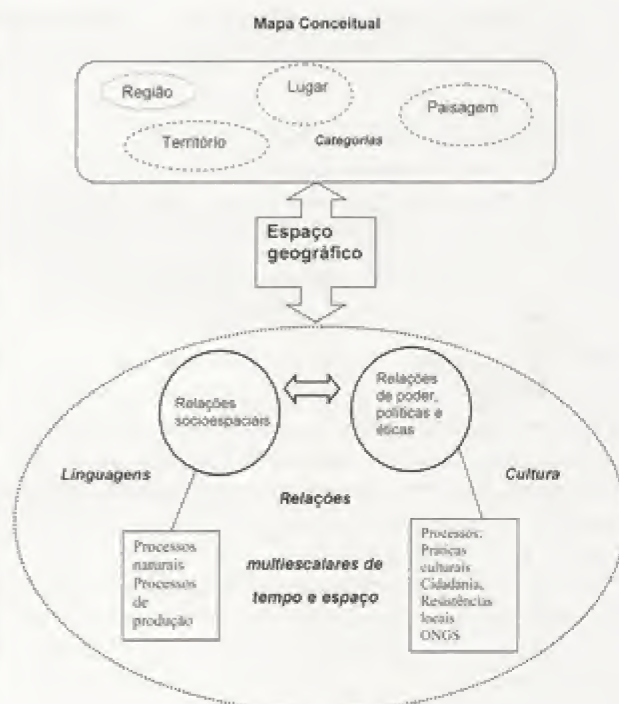 Mapa Conceitual
Região
Lugar
Paisagem
Território
Categorias
Espaço
geográfico
Relações
socioespaciais
Relações
de poder,
políticas e
éticas
Linguagens
Cultura
Relações
multiescalares de
tempo e espaço
Processos
naturais
Processos
de
produção
Processos.
Práticas
culturais
Cidadania,
Resistências
locais
ONGS